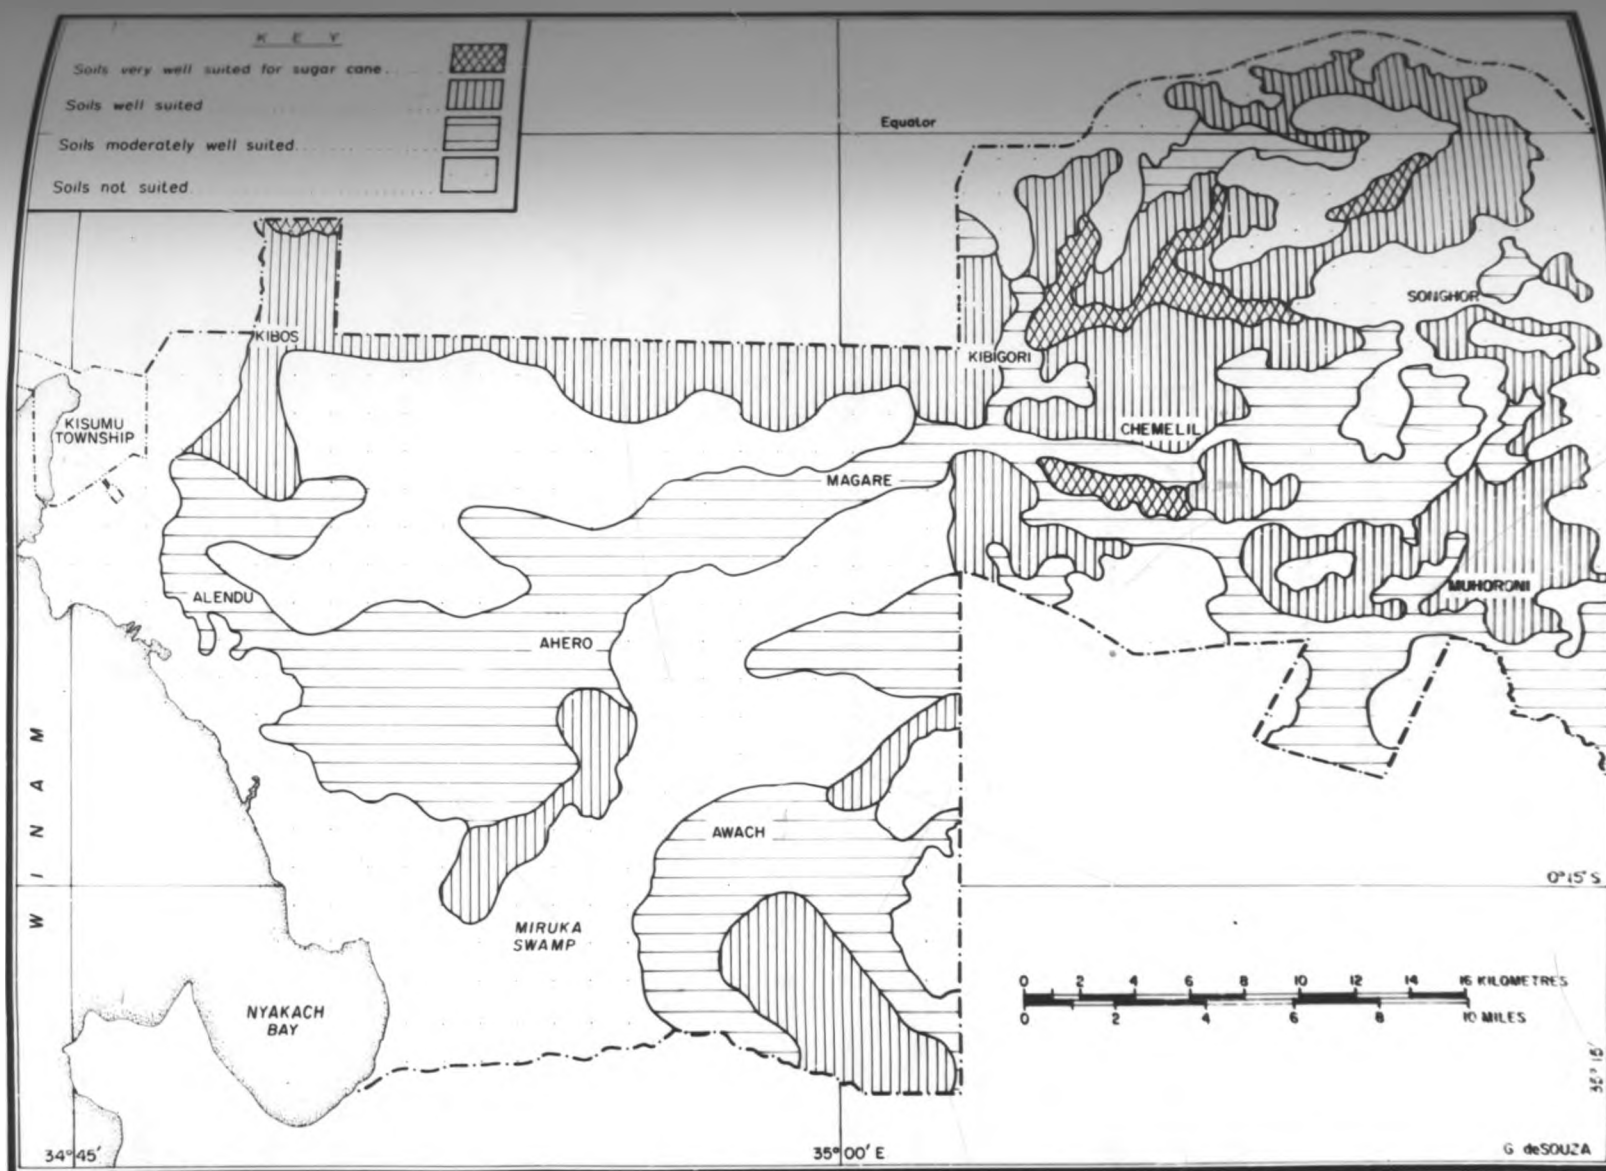 K E Y
Soils very well suited for sugar cane
Soils well suited
Soils moderately well suited
Soils not suited
Equator
SONGHOR
KIBOS
KIBIGORI
KISUMU
TOWNSHIP
CHEMELIL
MAGARE
ALENDU
MUHORONI
AHERO
WINAM
AWACH
0°15' S
MIRUKA
SWAMP
0 2 4 6 8 10 12 14 16 KILOMETRES
0 2 4 6 8 10 MILES
NYAKACH
BAY
35°15'
34°45'
35°00' E
G deSOUZA